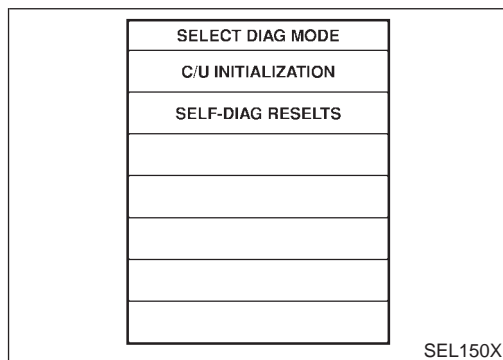 SELECT DIAG MODE
C/U INITIALIZATION
SELF-DIAG RESELTS
SEL150X